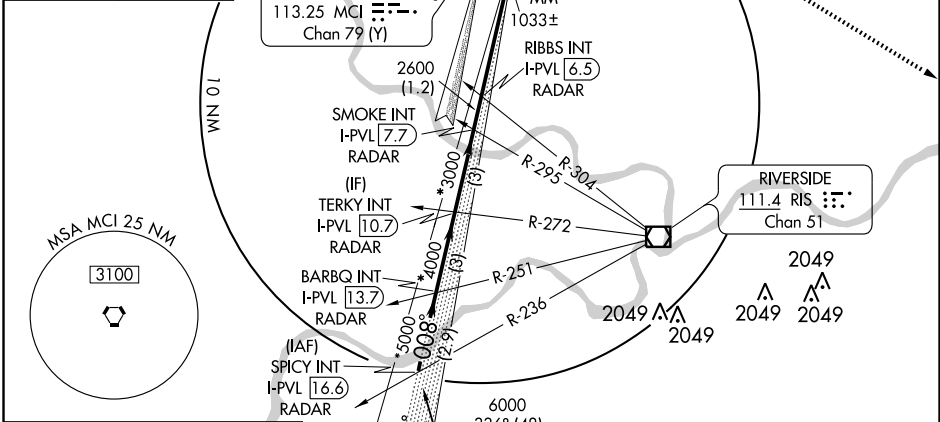 113.25 MCI
Chan 79 (Y)
MM
1033±
RIBBS INT
I-PVL 6.5
RADAR
2600
(1.2)
10 NM
SMOKE INT
I-PVL 7.7
RADAR
*3000
(3)
R-304
R-295
(IF)
TERKY INT
I-PVL 10.7
RADAR
R-272
RIVERSIDE
111.4 RIS
Chan 51
MSA MCI 25 NM
3100
*4000
(3)
BARBQ INT
I-PVL 13.7
RADAR
R-251
R-236
2049
2049
2049
2049
2049
*5000
008°
(2.9)
(IAF)
SPICY INT
I-PVL 16.6
RADAR
6000